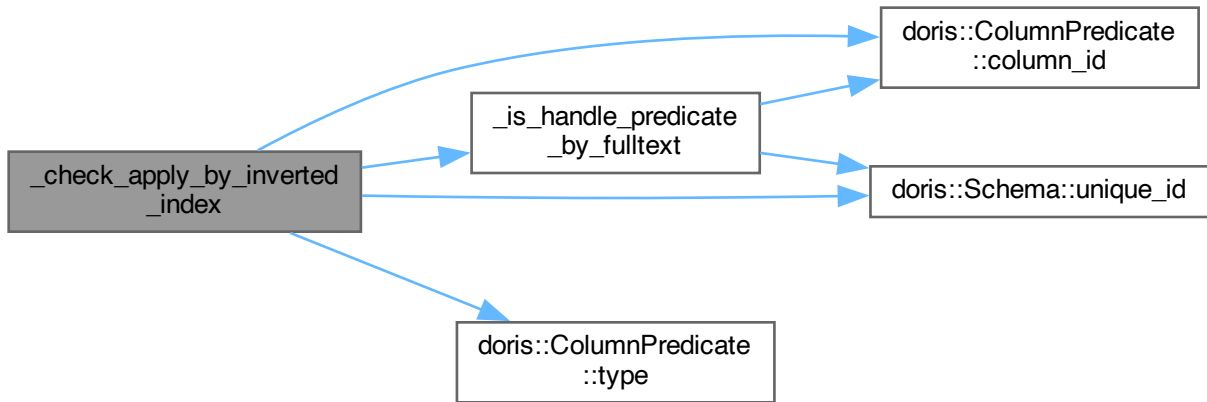 _check_apply_by_inverted
_index
_is_handle_predicate
_by_fulltext
doris::ColumnPredicate
::column_id
doris::Schema::unique_id
doris::ColumnPredicate
::type